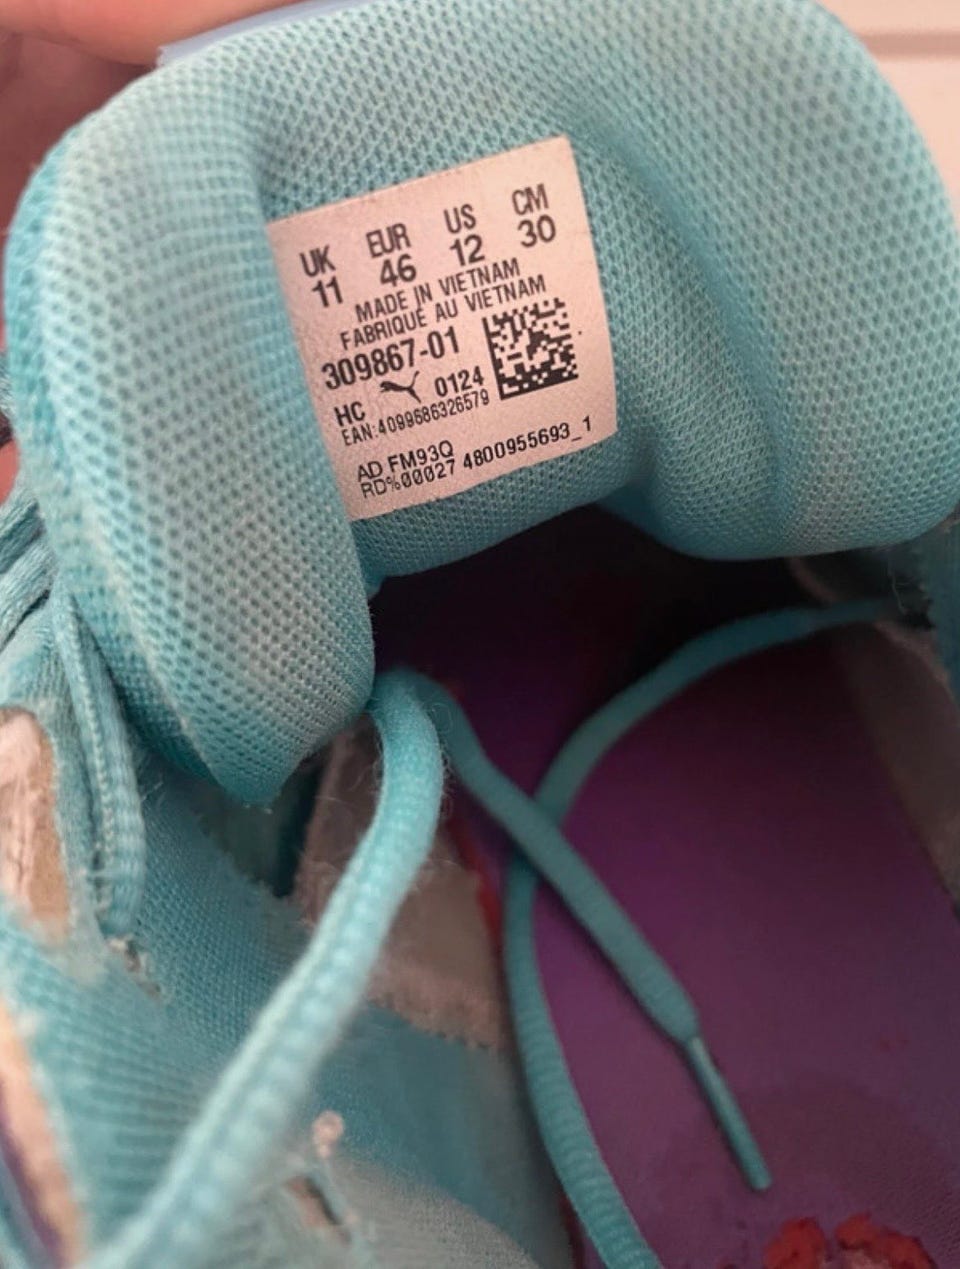 UK EUR US CM
11 46 12 30
MADE IN VIETNAM
FABRIQUÉ AU VIETNAM
309867-01
HC 0124
EAN:4099686326579
AD FM93Q
RD%00027 4800955693_1